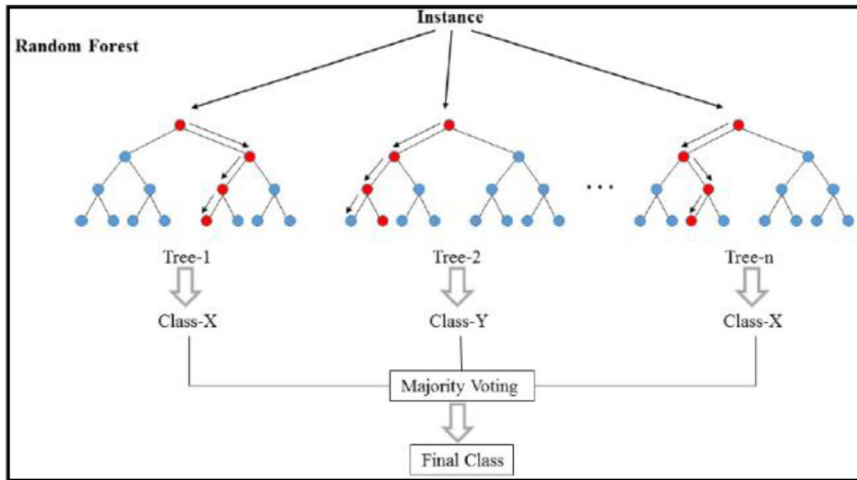 Instance
Random Forest
...
Tree-1
Tree-2
Tree-n
Class-X
Class-Y
Class-X
Majority Voting
Final Class